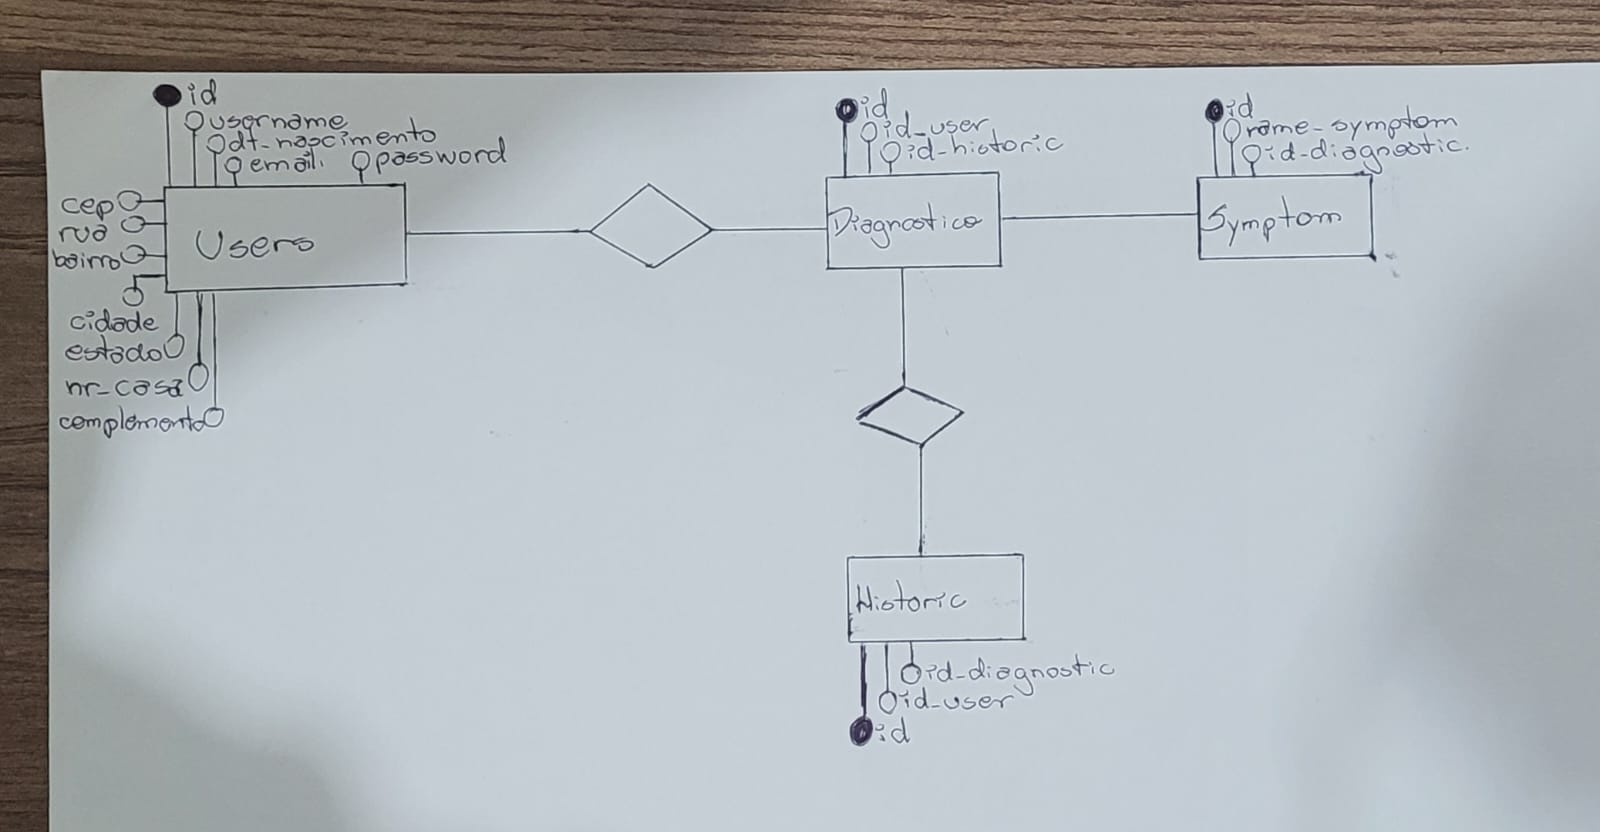 id
username
dt-nascimento
email
password
cep
rua
bairro
Users
cidade
estado
nr-casa
complemento
id
id-user
id-historic
Diagnostico
id
name-symptom
id-diagnostic.
Symptom
Historic
id-diagnostic
id-user
id